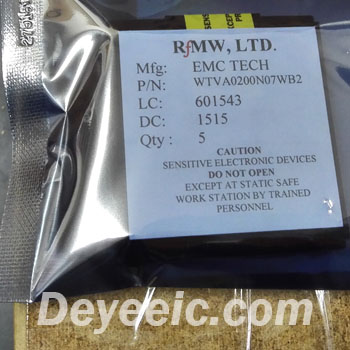 RfMW, LTD.
Mfg: EMC TECH
P/N: WTVA0200N07WB2
LC: 601543
DC: 1515
Qty : 5
CAUTION
SENSITIVE ELECTRONIC DEVICES
DO NOT OPEN
EXCEPT AT STATIC SAFE
WORK STATION BY TRAINED
PERSONNEL
Deyeeic.com